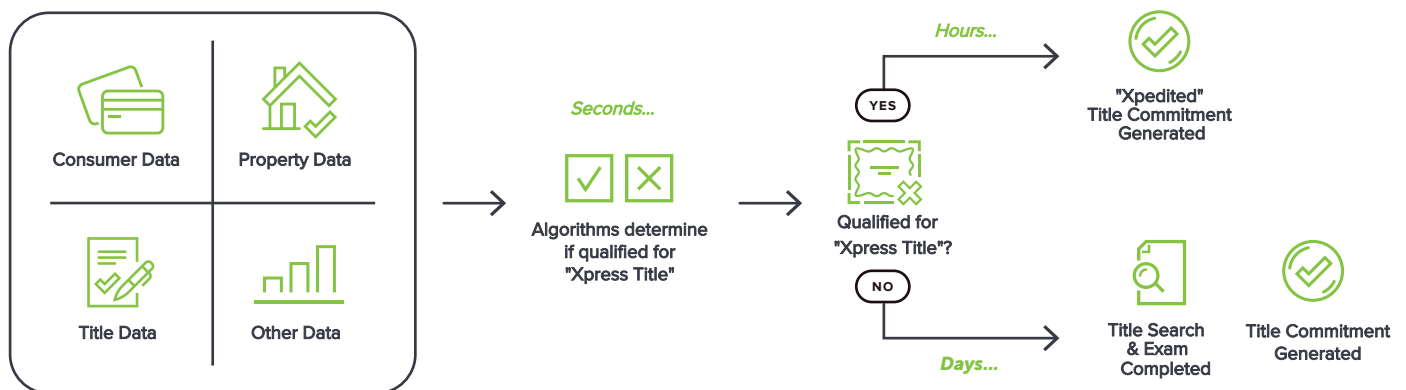 Consumer Data
Property Data
Title Data
Other Data
Seconds...
Algorithms determine
if qualified for
"Xpress Title"
YES
Qualified for
"Xpress Title"?
NO
Hours...
"Xpedited"
Title Commitment
Generated
Days...
Title Search
& Exam
Completed
Title Commitment
Generated